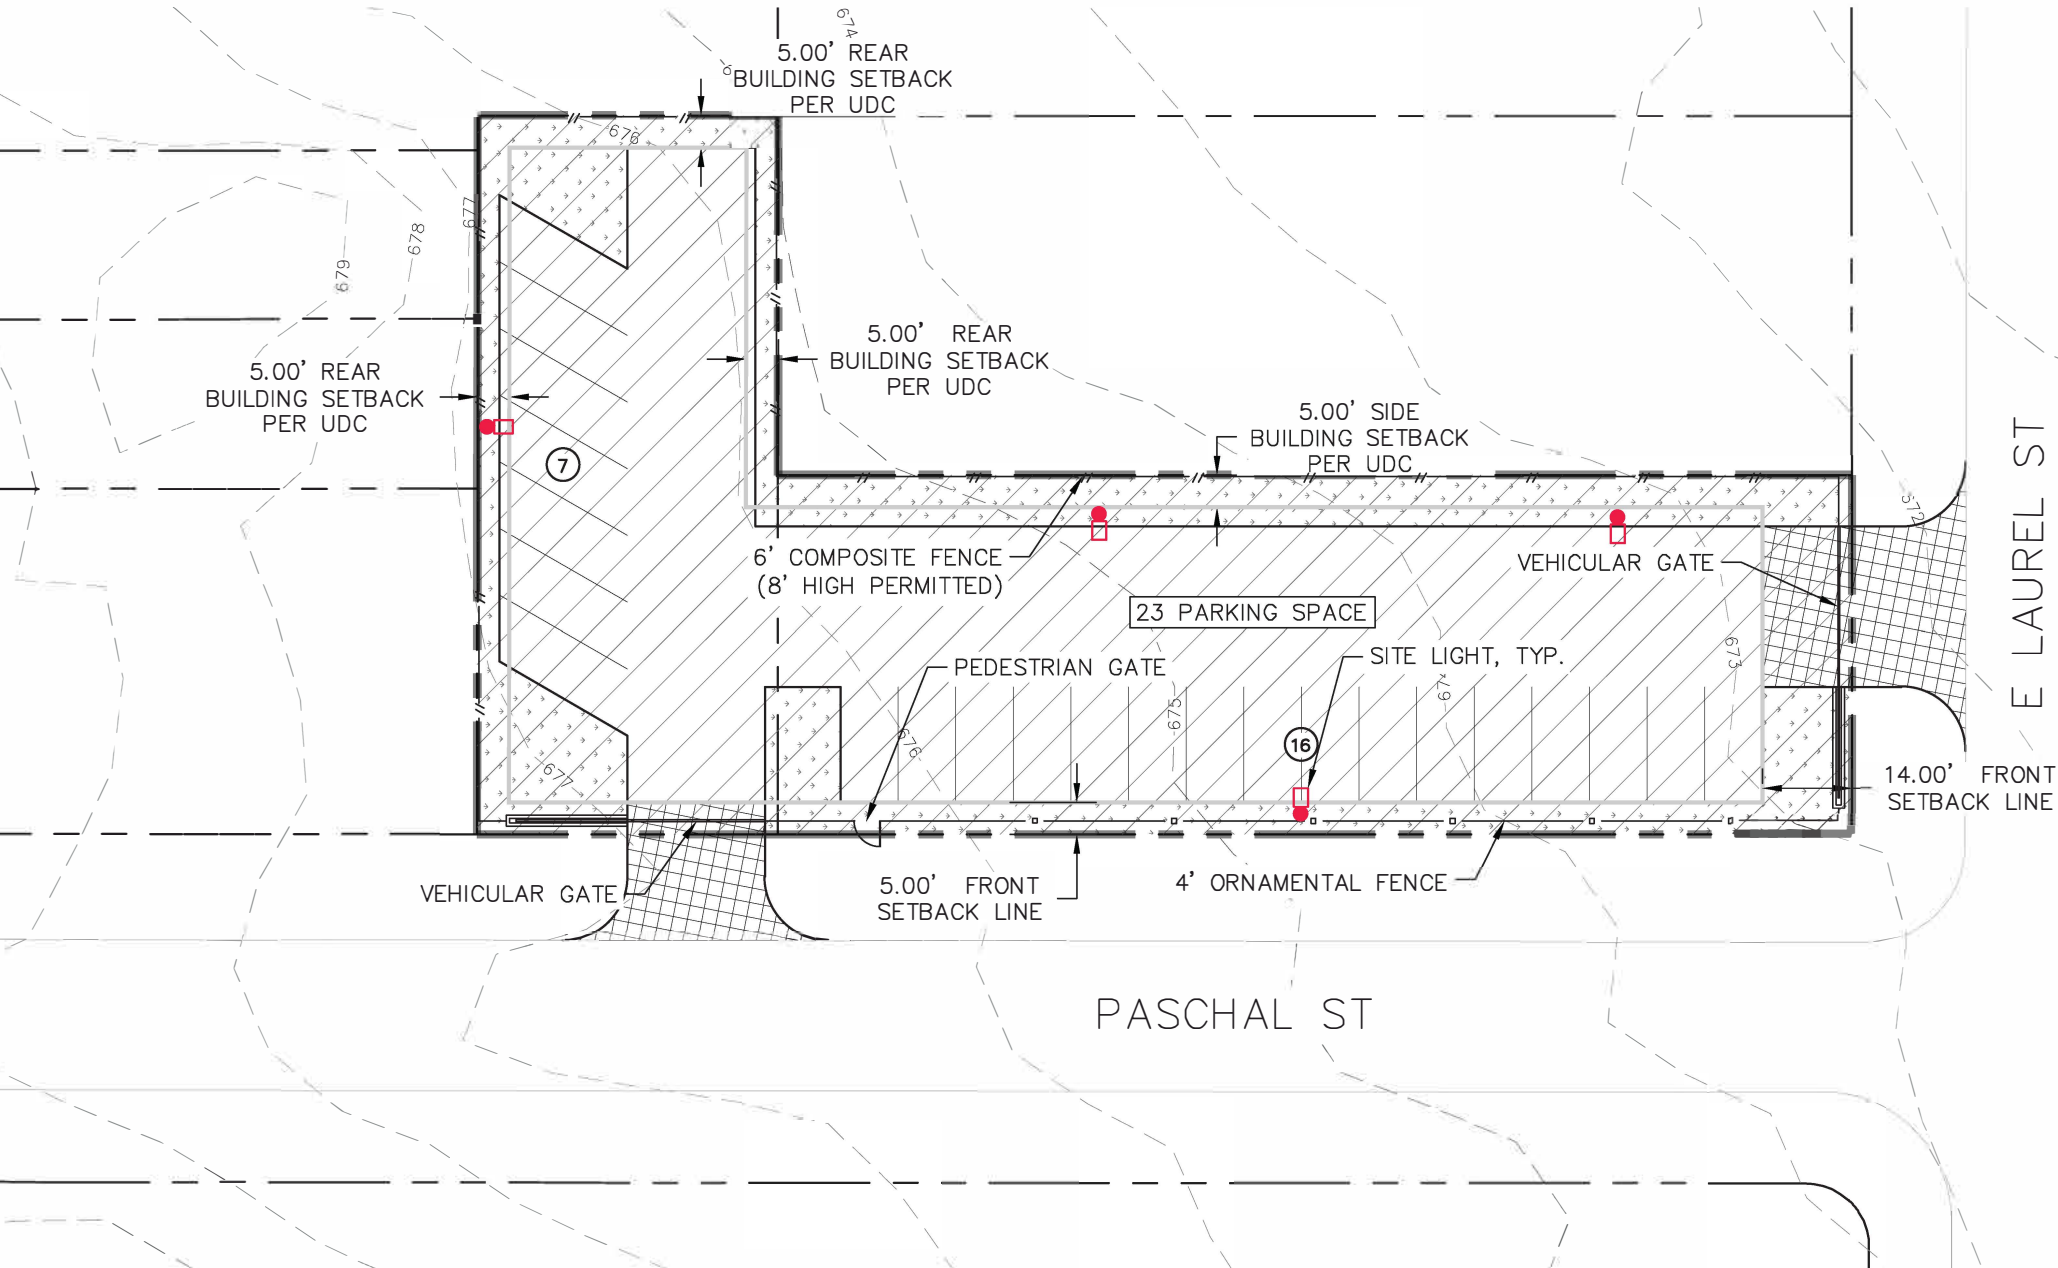 674
5.00' REAR
BUILDING SETBACK
PER UDC
676
677
678
679
5.00' REAR
BUILDING SETBACK
PER UDC
5.00' REAR
BUILDING SETBACK
PER UDC
5.00' SIDE
BUILDING SETBACK
PER UDC
7
E LAUREL ST
672
6' COMPOSITE FENCE
(8' HIGH PERMITTED)
VEHICULAR GATE
23 PARKING SPACE
PEDESTRIAN GATE
SITE LIGHT, TYP.
673
674
675
676
16
677
14.00' FRONT
SETBACK LINE
VEHICULAR GATE
5.00' FRONT
SETBACK LINE
4' ORNAMENTAL FENCE
PASCHAL ST